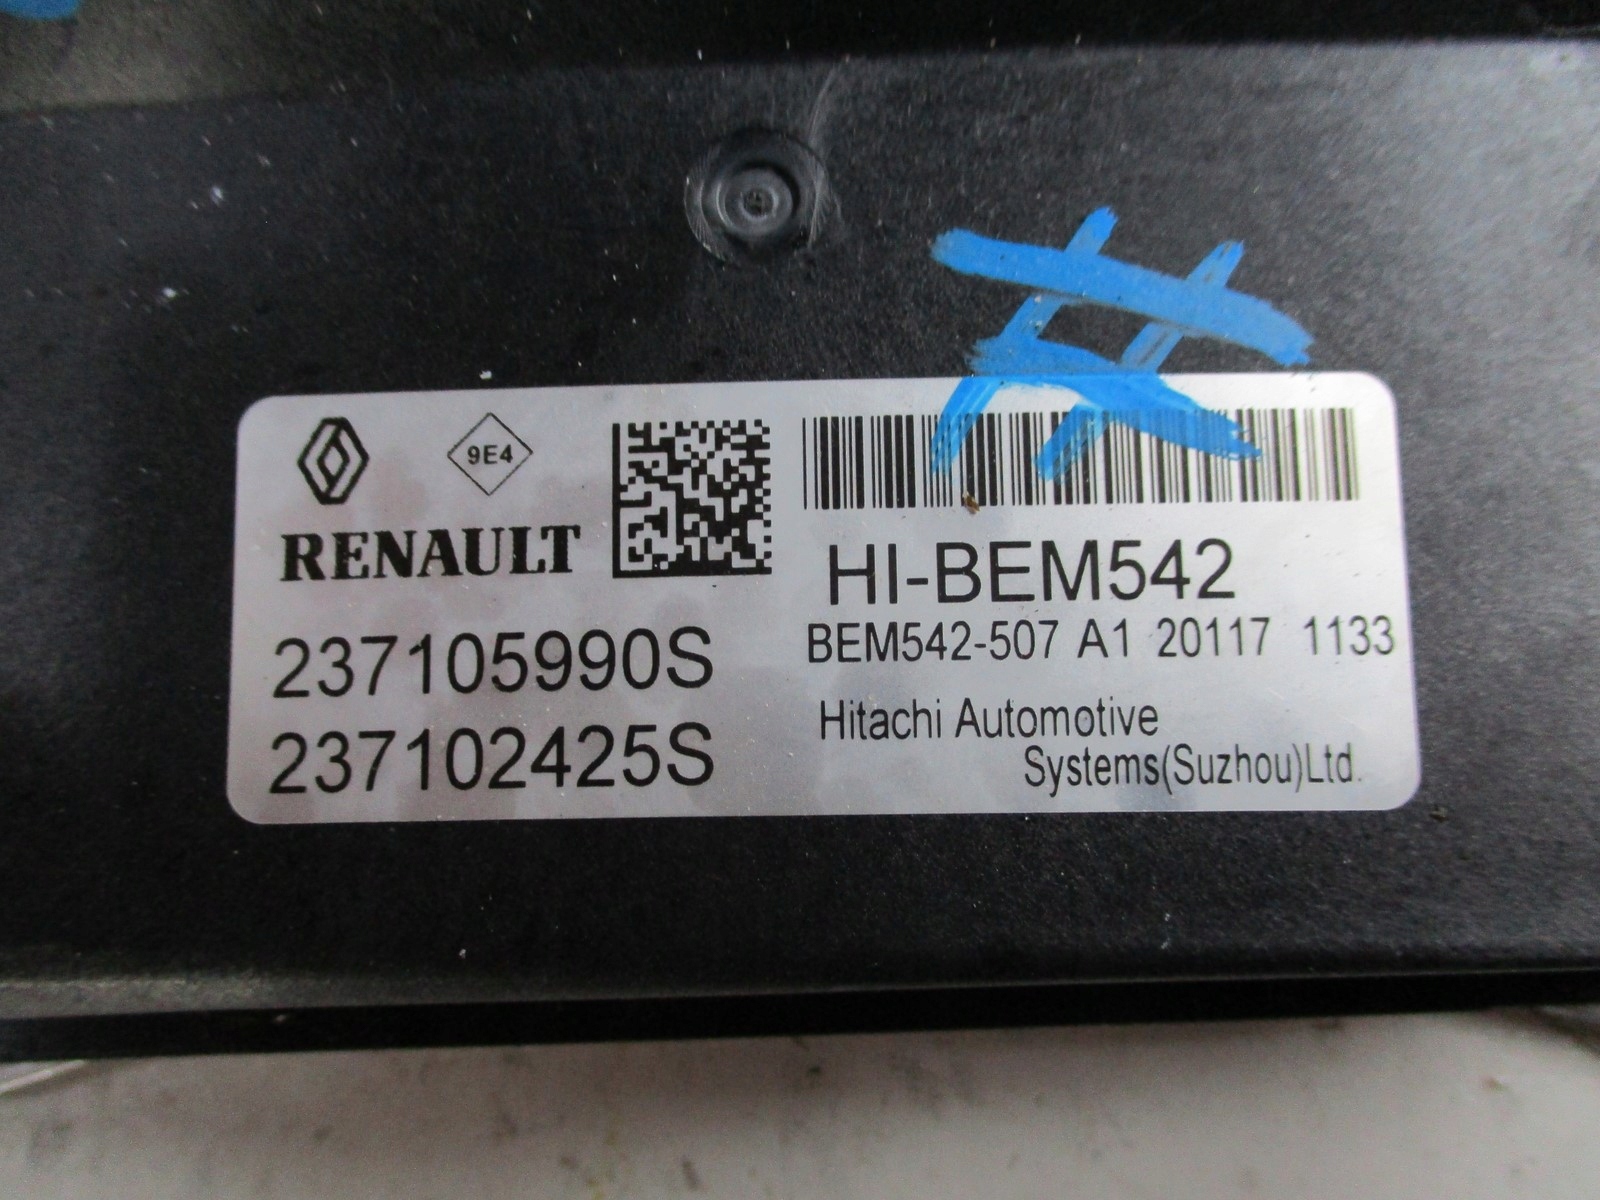 9E4
RENAULT
237105990S
237102425S
HI-BEM542
BEM542-507 A1 20117 1133
Hitachi Automotive
Systems(Suzhou)Ltd.